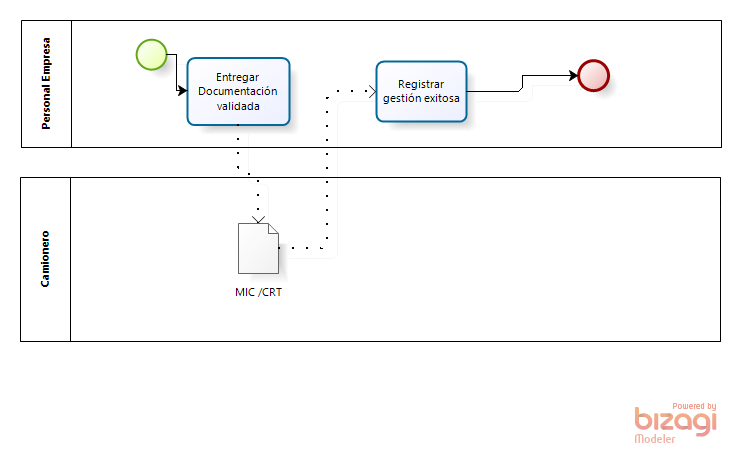 Personal Empresa
Entregar
Documentación
validada
Registrar
gestión exitosa
Camionero
MIC /CRT
Powered by
bizagi
Modeler